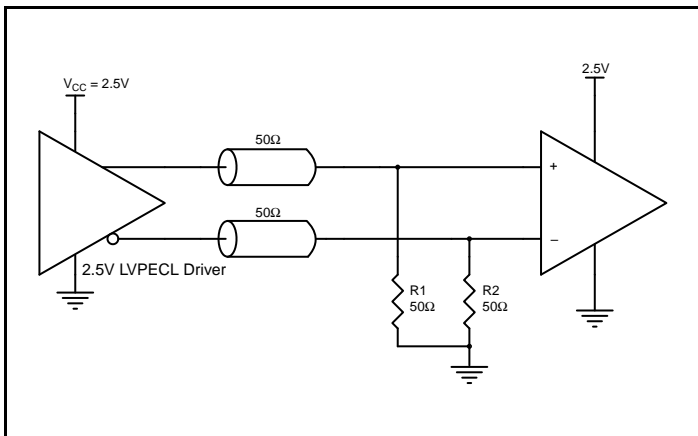 V_CC = 2.5V
2.5V
50Ω
+
50Ω
–
2.5V LVPECL Driver
R1
50Ω
R2
50Ω